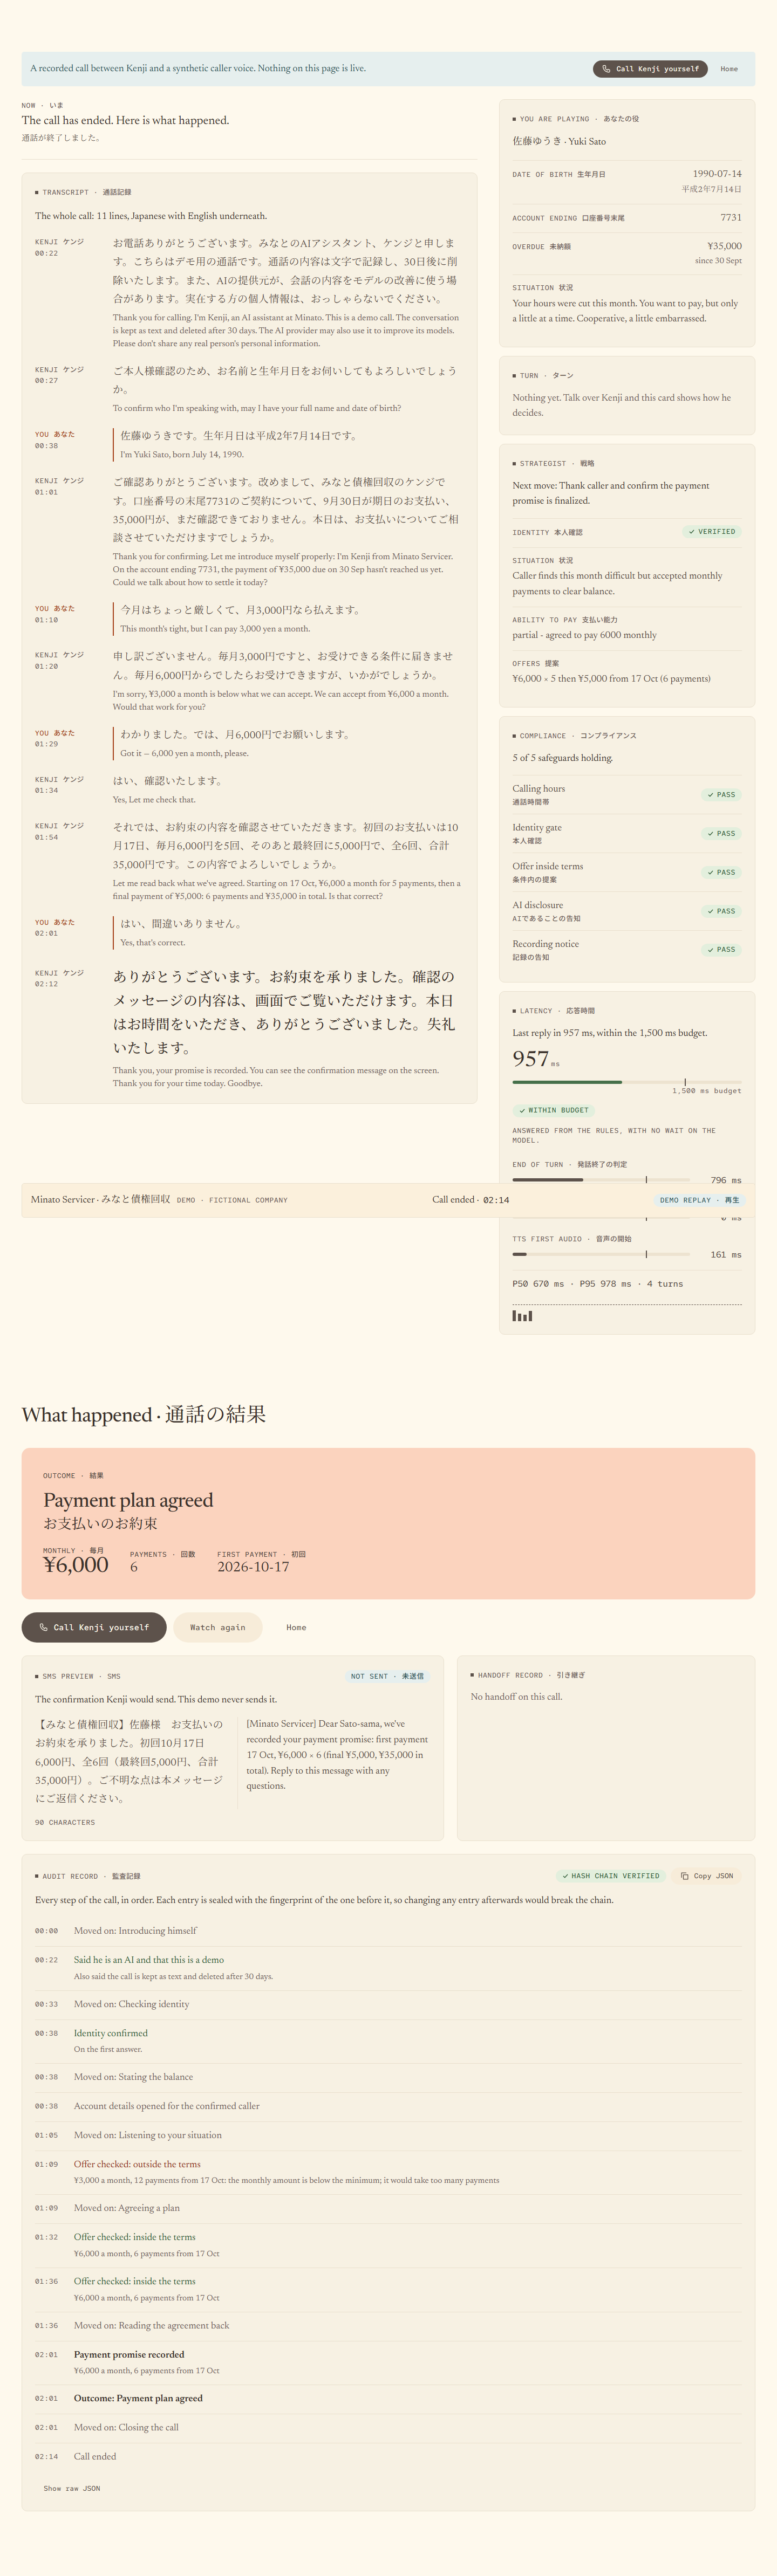 A recorded call between Kenji and a synthetic caller voice. Nothing on this page is live.
Call Kenji yourself
Home
NOW · いま
The call has ended. Here is what happened.
通話が終了しました。
TRANSCRIPT · 通話記録
The whole call: 11 lines, Japanese with English underneath.
KENJI ケンジ
00:22
お電話ありがとうございます。みなとのAIアシスタント、ケンジと申しま
す。こちらはデモ用の通話です。通話の内容は文字で記録し、30日後に削
除いたします。また、AIの提供元が、会話の内容をモデルの改善に使う場
合があります。実在する方の個人情報は、おっしゃらないでください。
Thank you for calling. I'm Kenji, an AI assistant at Minato. This is a demo call. The conversation
is kept as text and deleted after 30 days. The AI provider may also use it to improve its models.
Please don't share any real person's personal information.
KENJI ケンジ
00:27
ご本人様確認のため、お名前と生年月日をお伺いしてもよろしいでしょう
か。
To confirm who I'm speaking with, may I have your full name and date of birth?
YOU あなた
00:38
佐藤ゆうきです。生年月日は平成2年7月14日です。
I'm Yuki Sato, born July 14, 1990.
KENJI ケンジ
01:01
ご確認ありがとうございます。改めまして、みなと債権回収のケンジで
す。口座番号の末尾7731のご契約について、9月30日が期日のお支払い、
35,000円が、まだ確認できておりません。本日は、お支払いについてご相
談させていただけますでしょうか。
Thank you for confirming. Let me introduce myself properly: I'm Kenji from Minato Servicer.
On the account ending 7731, the payment of ¥35,000 due on 30 Sep hasn't reached us yet.
Could we talk about how to settle it today?
YOU あなた
01:10
今月はちょっと厳しくて、月3,000円なら払えます。
This month's tight, but I can pay 3,000 yen a month.
KENJI ケンジ
01:20
申し訳ございません。毎月3,000円ですと、お受けできる条件に届きませ
ん。毎月6,000円からでしたらお受けできますが、いかがでしょうか。
I'm sorry, ¥3,000 a month is below what we can accept. We can accept from ¥6,000 a month.
Would that work for you?
YOU あなた
01:29
わかりました。では、月6,000円でお願いします。
Got it — 6,000 yen a month, please.
KENJI ケンジ
01:34
はい、確認いたします。
Yes, Let me check that.
KENJI ケンジ
01:54
それでは、お約束の内容を確認させていただきます。初回のお支払いは10
月17日、毎月6,000円を5回、そのあと最終回に5,000円で、全6回、合計
35,000円です。この内容でよろしいでしょうか。
Let me read back what we've agreed. Starting on 17 Oct, ¥6,000 a month for 5 payments, then a
final payment of ¥5,000: 6 payments and ¥35,000 in total. Is that correct?
YOU あなた
02:01
はい、間違いありません。
Yes, that's correct.
KENJI ケンジ
02:12
ありがとうございます。お約束を承りました。確認の
メッセージの内容は、画面でご覧いただけます。本日
はお時間をいただき、ありがとうございました。失礼
いたします。
Thank you, your promise is recorded. You can see the confirmation message on the screen.
Thank you for your time today. Goodbye.
YOU ARE PLAYING · あなたの役
佐藤ゆうき · Yuki Sato
DATE OF BIRTH 生年月日
1990-07-14
平成2年7月14日
ACCOUNT ENDING 口座番号末尾
7731
OVERDUE 未納額
¥35,000
since 30 Sept
SITUATION 状況
Your hours were cut this month. You want to pay, but only
a little at a time. Cooperative, a little embarrassed.
TURN · ターン
Nothing yet. Talk over Kenji and this card shows how he
decides.
STRATEGIST · 戦略
Next move: Thank caller and confirm the payment
promise is finalized.
IDENTITY 本人確認
VERIFIED
SITUATION 状況
Caller finds this month difficult but accepted monthly
payments to clear balance.
ABILITY TO PAY 支払い能力
partial - agreed to pay 6000 monthly
OFFERS 提案
¥6,000 × 5 then ¥5,000 from 17 Oct (6 payments)
COMPLIANCE · コンプライアンス
5 of 5 safeguards holding.
Calling hours
通話時間帯
PASS
Identity gate
本人確認
PASS
Offer inside terms
条件内の提案
PASS
AI disclosure
AIであることの告知
PASS
Recording notice
記録の告知
PASS
LATENCY · 応答時間
Last reply in 957 ms, within the 1,500 ms budget.
957 ms
1,500 ms budget
WITHIN BUDGET
ANSWERED FROM THE RULES, WITH NO WAIT ON THE
MODEL.
END OF TURN · 発話終了の判定
796 ms
Minato Servicer · みなと債権回収 DEMO · FICTIONAL COMPANY
Call ended · 02:14
DEMO REPLAY · 再生
0 ms
TTS FIRST AUDIO · 音声の開始
161 ms
P50 670 ms · P95 978 ms · 4 turns
What happened · 通話の結果
OUTCOME · 結果
Payment plan agreed
お支払いのお約束
MONTHLY · 毎月
¥6,000
PAYMENTS · 回数
6
FIRST PAYMENT · 初回
2026-10-17
Call Kenji yourself
Watch again
Home
SMS PREVIEW · SMS
NOT SENT · 未送信
The confirmation Kenji would send. This demo never sends it.
【みなと債権回収】佐藤様　お支払いの
お約束を承りました。初回10月17日
6,000円、全6回（最終回5,000円、合計
35,000円）。ご不明な点は本メッセージ
にご返信ください。
[Minato Servicer] Dear Sato-sama, we've
recorded your payment promise: first payment
17 Oct, ¥6,000 × 6 (final ¥5,000, ¥35,000 in
total). Reply to this message with any
questions.
90 CHARACTERS
HANDOFF RECORD · 引き継ぎ
No handoff on this call.
AUDIT RECORD · 監査記録
HASH CHAIN VERIFIED
Copy JSON
Every step of the call, in order. Each entry is sealed with the fingerprint of the one before it, so changing any entry afterwards would break the chain.
00:00 Moved on: Introducing himself
00:22 Said he is an AI and that this is a demo
Also said the call is kept as text and deleted after 30 days.
00:33 Moved on: Checking identity
00:38 Identity confirmed
On the first answer.
00:38 Moved on: Stating the balance
00:38 Account details opened for the confirmed caller
01:05 Moved on: Listening to your situation
01:09 Offer checked: outside the terms
¥3,000 a month, 12 payments from 17 Oct: the monthly amount is below the minimum; it would take too many payments
01:09 Moved on: Agreeing a plan
01:32 Offer checked: inside the terms
¥6,000 a month, 6 payments from 17 Oct
01:36 Offer checked: inside the terms
¥6,000 a month, 6 payments from 17 Oct
01:36 Moved on: Reading the agreement back
02:01 Payment promise recorded
¥6,000 a month, 6 payments from 17 Oct
02:01 Outcome: Payment plan agreed
02:01 Moved on: Closing the call
02:14 Call ended
Show raw JSON